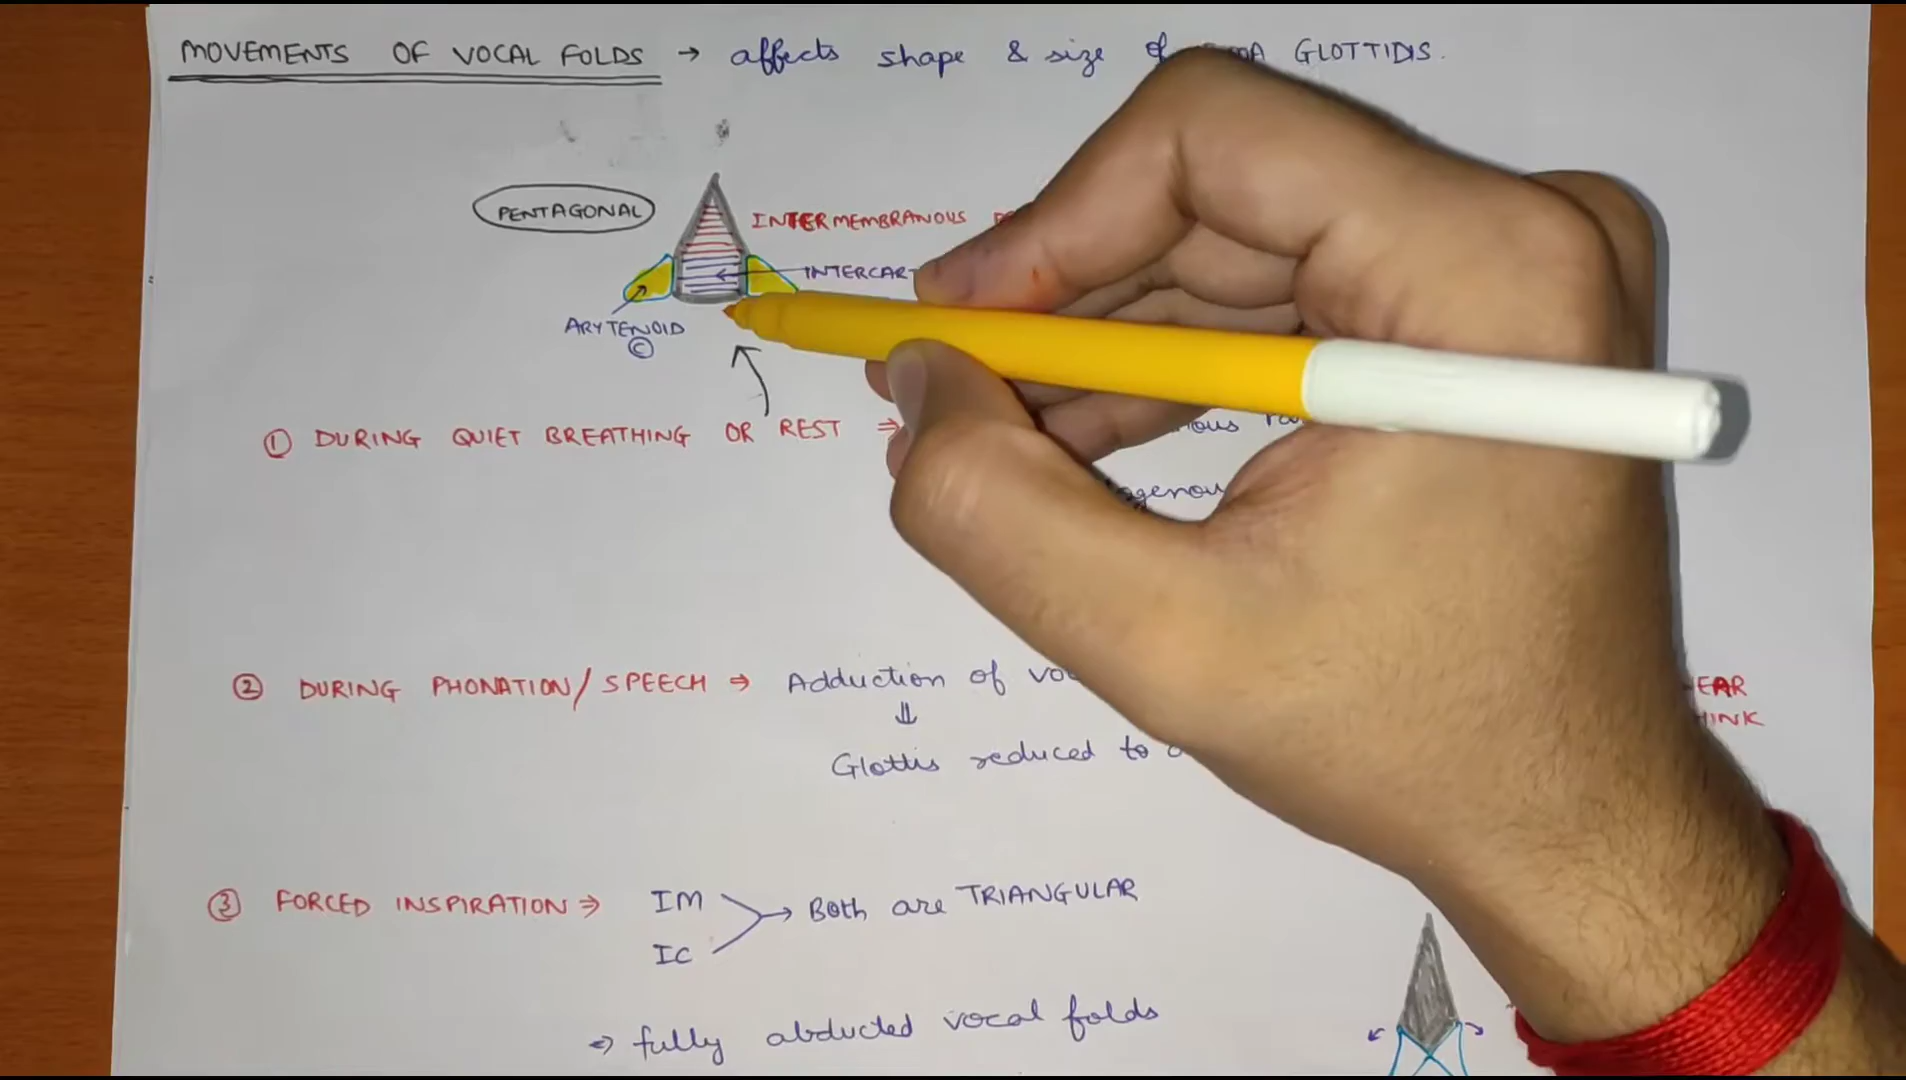 MOVEMENTS OF VOCAL FOLDS → affects shape & size of GLOTTIDIS.
PENTAGONAL
INTERMEMBRANOUS
INTERCART
ARYTENOID
©
① DURING QUIET BREATHING OR REST ⇒
② DURING PHONATION/SPEECH ⇒ Adduction of
⇓
Glottis reduced to
③ FORCED INSPIRATION ⇒ IM → Both are TRIANGULAR
IC
⇒ fully abducted vocal folds